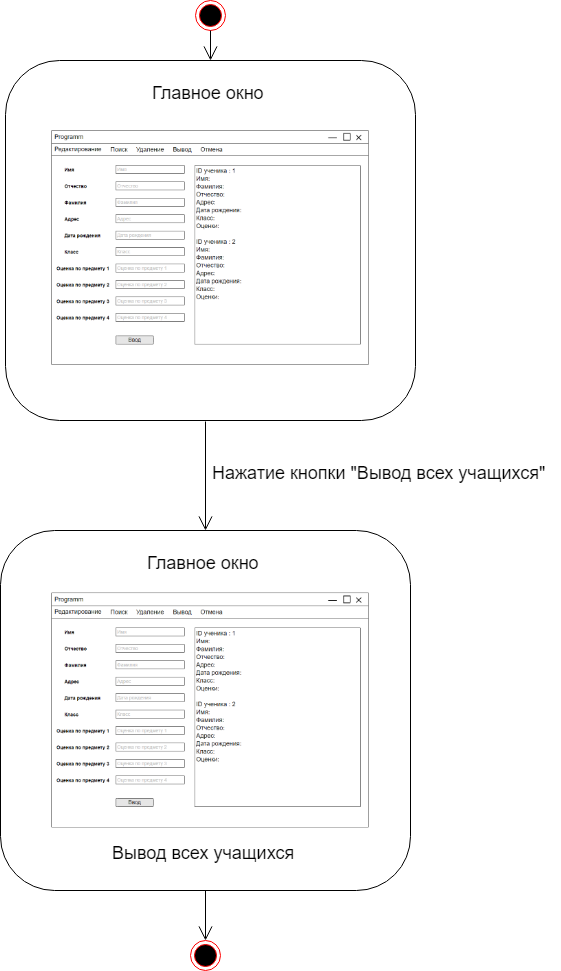 Главное окно
Programm
Редактирование Поиск Удаление Вывод Отмена
Имя Имя
Отчество Отчество
Фамилия Фамилия
Адрес Адрес
Дата рождения Дата рождения
Класс Класс
Оценка по предмету 1 Оценка по предмету 1
Оценка по предмету 2 Оценка по предмету 2
Оценка по предмету 3 Оценка по предмету 3
Оценка по предмету 4 Оценка по предмету 4
Ввод
ID ученика : 1
Имя:
Фамилия:
Отчество:
Адрес:
Дата рождения:
Класс:
Оценки:
ID ученика : 2
Имя:
Фамилия:
Отчество:
Адрес:
Дата рождения:
Класс:
Оценки:
Нажатие кнопки "Вывод всех учащихся"
Главное окно
Programm
Редактирование Поиск Удаление Вывод Отмена
Имя Имя
Отчество Отчество
Фамилия Фамилия
Адрес Адрес
Дата рождения Дата рождения
Класс Класс
Оценка по предмету 1 Оценка по предмету 1
Оценка по предмету 2 Оценка по предмету 2
Оценка по предмету 3 Оценка по предмету 3
Оценка по предмету 4 Оценка по предмету 4
Ввод
ID ученика : 1
Имя:
Фамилия:
Отчество:
Адрес:
Дата рождения:
Класс:
Оценки:
ID ученика : 2
Имя:
Фамилия:
Отчество:
Адрес:
Дата рождения:
Класс:
Оценки:
Вывод всех учащихся